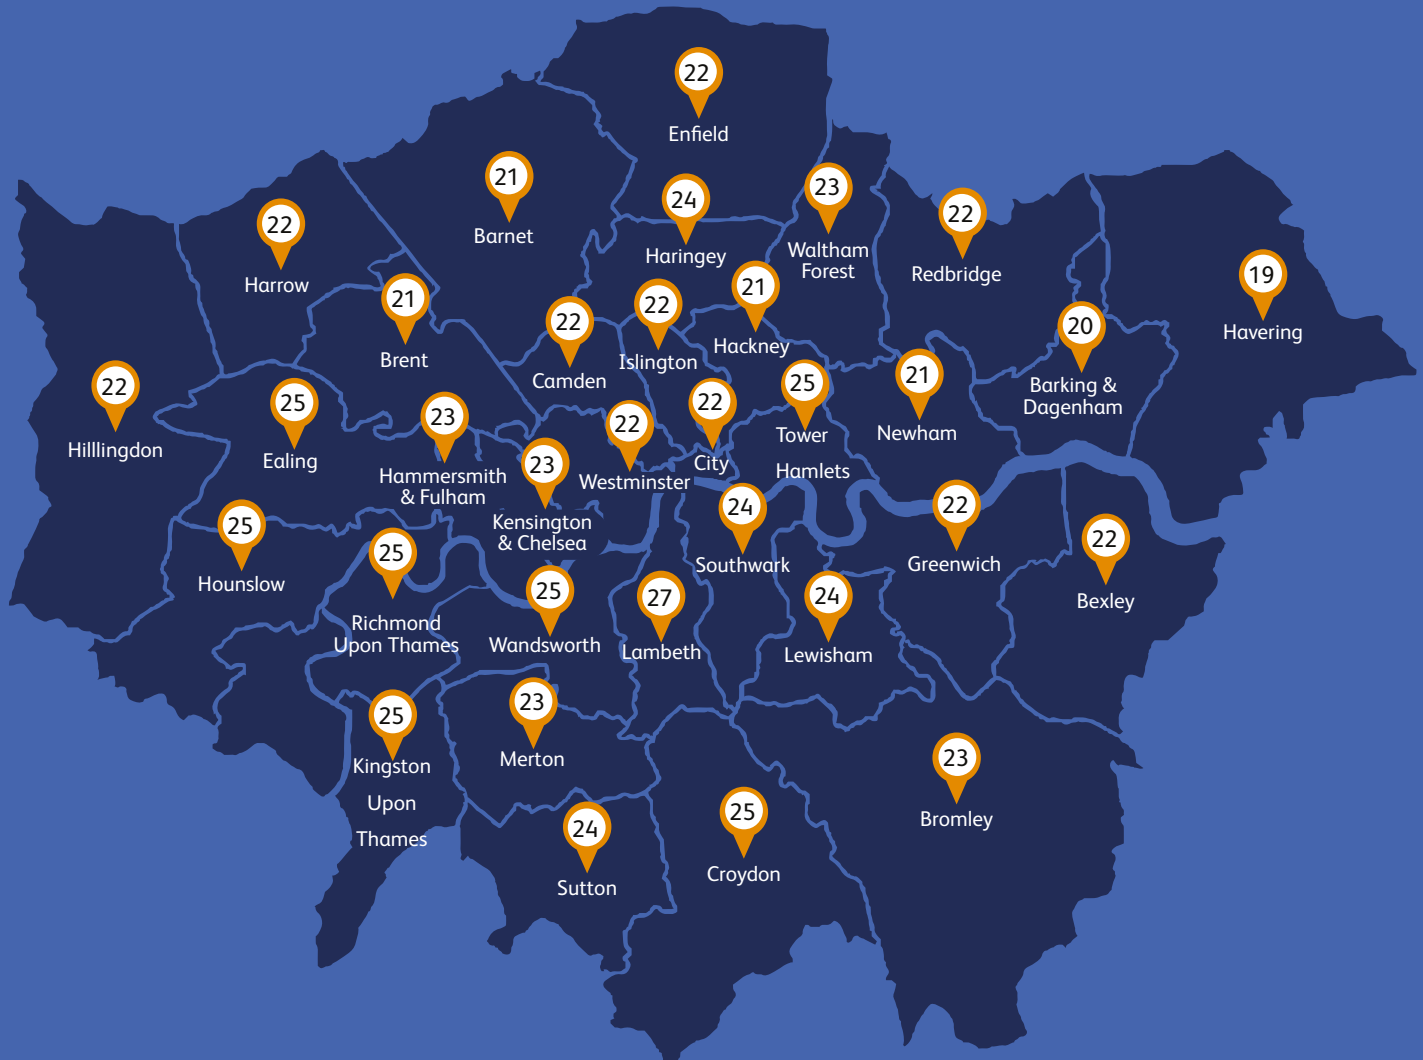 22
Enfield
21
Barnet
24
Haringey
23
Waltham
Forest
22
Redbridge
22
Harrow
19
Havering
21
Brent
22
Camden
22
Islington
21
Hackney
20
Barking &
Dagenham
22
Hilllingdon
25
Ealing
23
Hammersmith
& Fulham
23
Kensington
& Chelsea
22
Westminster
22
City
25
Tower
Hamlets
21
Newham
25
Hounslow
25
Richmond
Upon Thames
25
Wandsworth
27
Lambeth
24
Southwark
24
Lewisham
22
Greenwich
22
Bexley
25
Kingston
Upon
Thames
23
Merton
24
Sutton
25
Croydon
23
Bromley